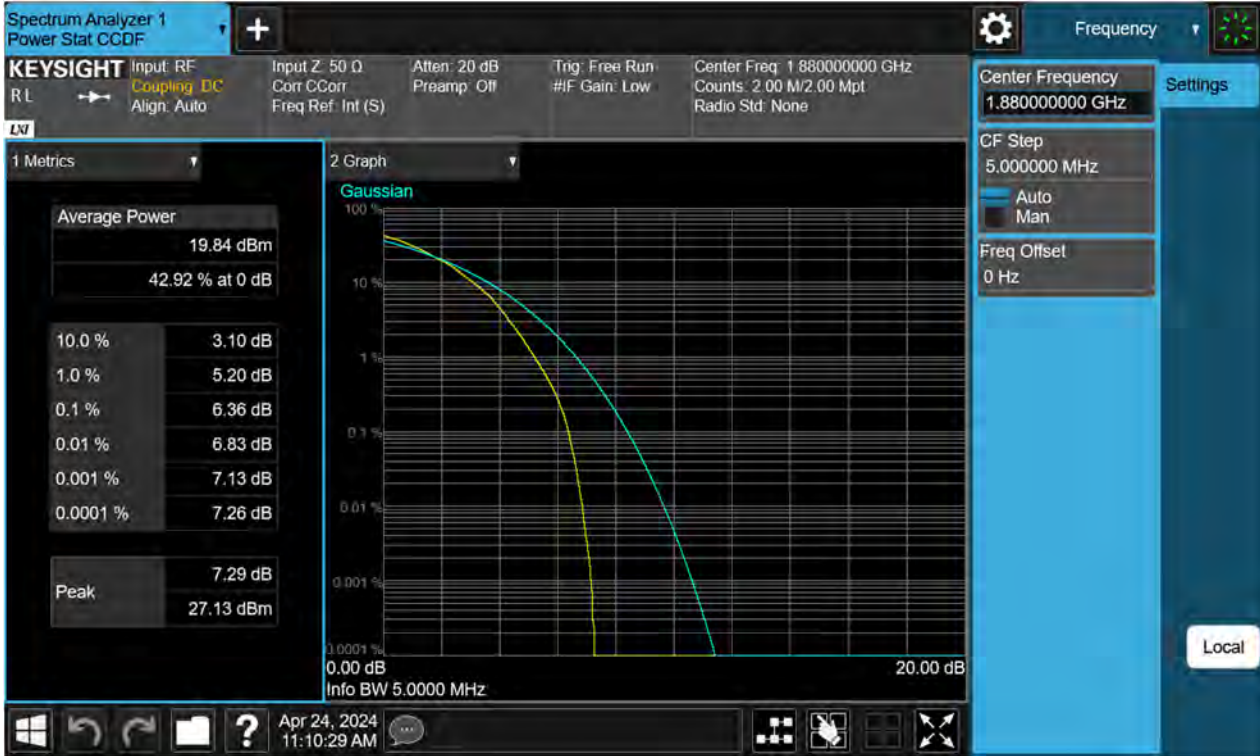 Spectrum Analyzer 1
Power Stat CCDF
+
Frequency
KEYSIGHT
R L
LXI
Input: RF
Coupling: DC
Align: Auto
Input Z: 50 Ω
Corr CCorr
Freq Ref: Int (S)
Atten: 20 dB
Preamp: Off
Trig: Free Run
#IF Gain: Low
Center Freq: 1.880000000 GHz
Counts: 2.00 M/2.00 Mpt
Radio Std: None
1 Metrics
Average Power
19.84 dBm
42.92 % at 0 dB
10.0 % 3.10 dB
1.0 % 5.20 dB
0.1 % 6.36 dB
0.01 % 6.83 dB
0.001 % 7.13 dB
0.0001 % 7.26 dB
Peak
7.29 dB
27.13 dBm
2 Graph
Gaussian
100 %
10 %
1 %
0.1 %
0.01 %
0.001 %
0.0001 %
0.00 dB 20.00 dB
Info BW 5.0000 MHz
Center Frequency
1.880000000 GHz
CF Step
5.000000 MHz
Auto
Man
Freq Offset
0 Hz
Settings
Local
?
Apr 24, 2024
11:10:29 AM